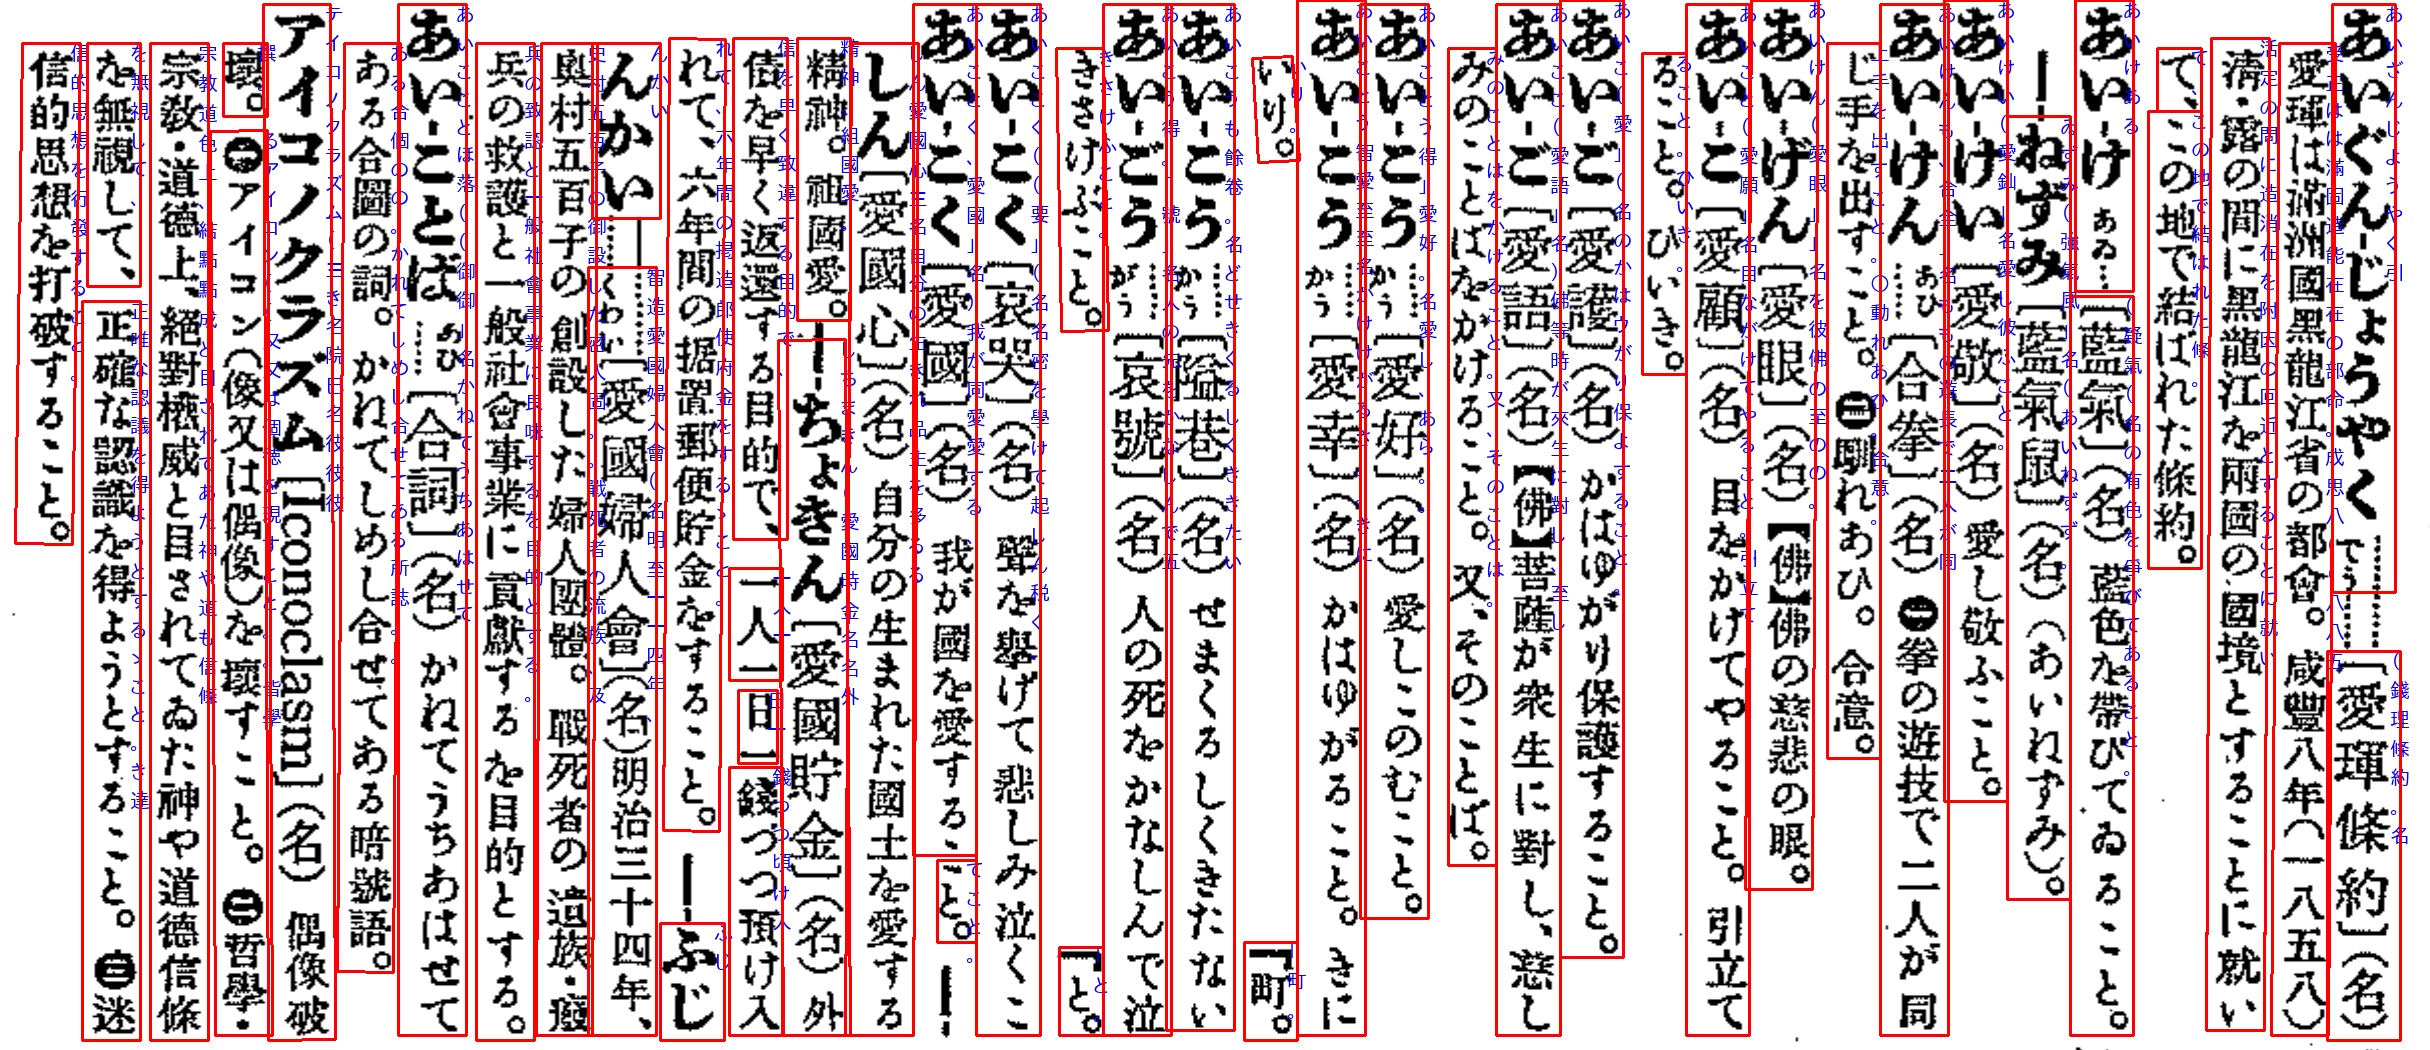 あいぐん-じょうやく……でう……[愛琿條約](名)
愛琿は滿洲國黑龍江省の都會。咸豐八年(一八五八)
淸・露の間に黑龍江を兩國の國境とすることに就い
て、この地で結ばれた條約。
あい-け あゐ…[藍氣](名) 藍色を帶びてゐること。
――ねずみ[藍氣鼠](名) (あいねずみ)。
あい-けい[愛敬](名) 愛し敬ふこと。
あい-けん あひ……[合拳](名) ㊀拳の遊技で二人が同
じ手を出すこと。㊁馴れあひ。合意。
あい-げん[愛眼](名)【佛】佛の慈悲の眼。
あい-こ[愛顧](名) 目をかけてやること。引立て
ること。ひいき。
あい-ご[愛護](名) かはゆがり保護すること。
あい-ご[愛語](名)【佛】菩薩が衆生に對し、慈し
みのことばをかけること。又、そのことば。
あい-こう……かう[愛好](名) 愛しこのむこと。
あい-こう……かう[愛幸](名) かはゆがること。きに
いり。
あい-こう……かう[隘巷](名) せまくろしくきたない
「町。
あい-ごう……がう[哀號](名) 人の死をかなしんで泣
きさけぶこと。
「と。
あい-こく[哀哭](名) 聲を擧げて悲しみ泣くこ
あい-こく[愛國](名) 我が國を愛すること。――
しん[愛國心](名) 自分の生まれた國土を愛する
精神。祖國愛。――-ちょきん[愛國貯金](名) 外
債を早く返還する目的で、一人一日一錢づつ預け入
れて、六年間の据置郵便貯金をすること。――-ふじ
んかい――……くわい[愛國婦人會](名)明治三十四年、
奧村五百子の創設した婦人團體。戰死者の遺族・癈
兵の救護と一般社會事業に貢獻するを目的とする。
あい-ことば……あひ[合詞](名) かねてうちあはせて
ある合圖の詞。かねてしめし合せてある暗號語。
アイコノクラズム[Iconoclasm](名) 偶像破
壞。㊀アイコン(像又は偶像)を壞すこと。㊁哲學・
宗敎・道德上、絕對權威と目されてゐた神や道德信條
を無視して、正確な認識を得ようとすること。㊂迷
信的思想を打破すること。